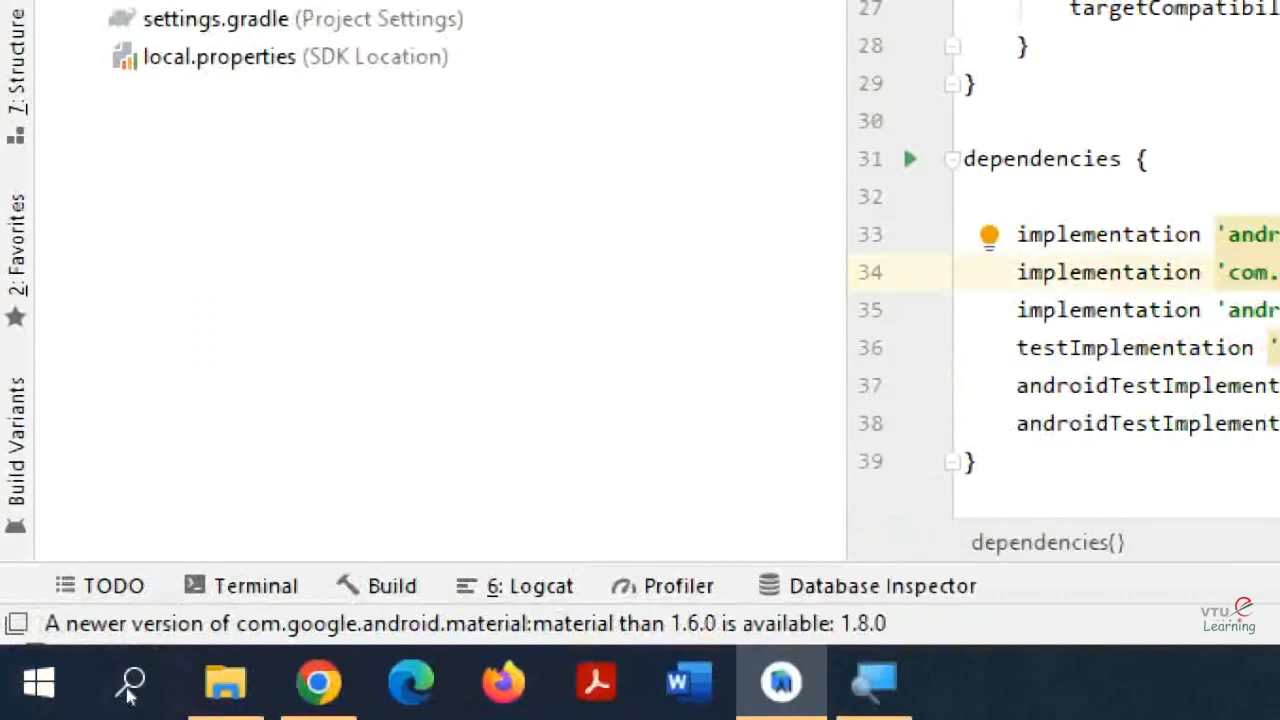 settings.gradle (Project Settings)
local.properties (SDK Location)
7: Structure
2: Favorites
Build Variants
27 targetCompatibil
28 }
29 }
30
31 dependencies {
32
33 implementation 'andr
34 implementation 'com.
35 implementation 'andr
36 testImplementation '
37 androidTestImplement
38 androidTestImplement
39 }
dependencies{}
TODO Terminal Build 6: Logcat Profiler Database Inspector
A newer version of com.google.android.material:material than 1.6.0 is available: 1.8.0
VTU e
Learning